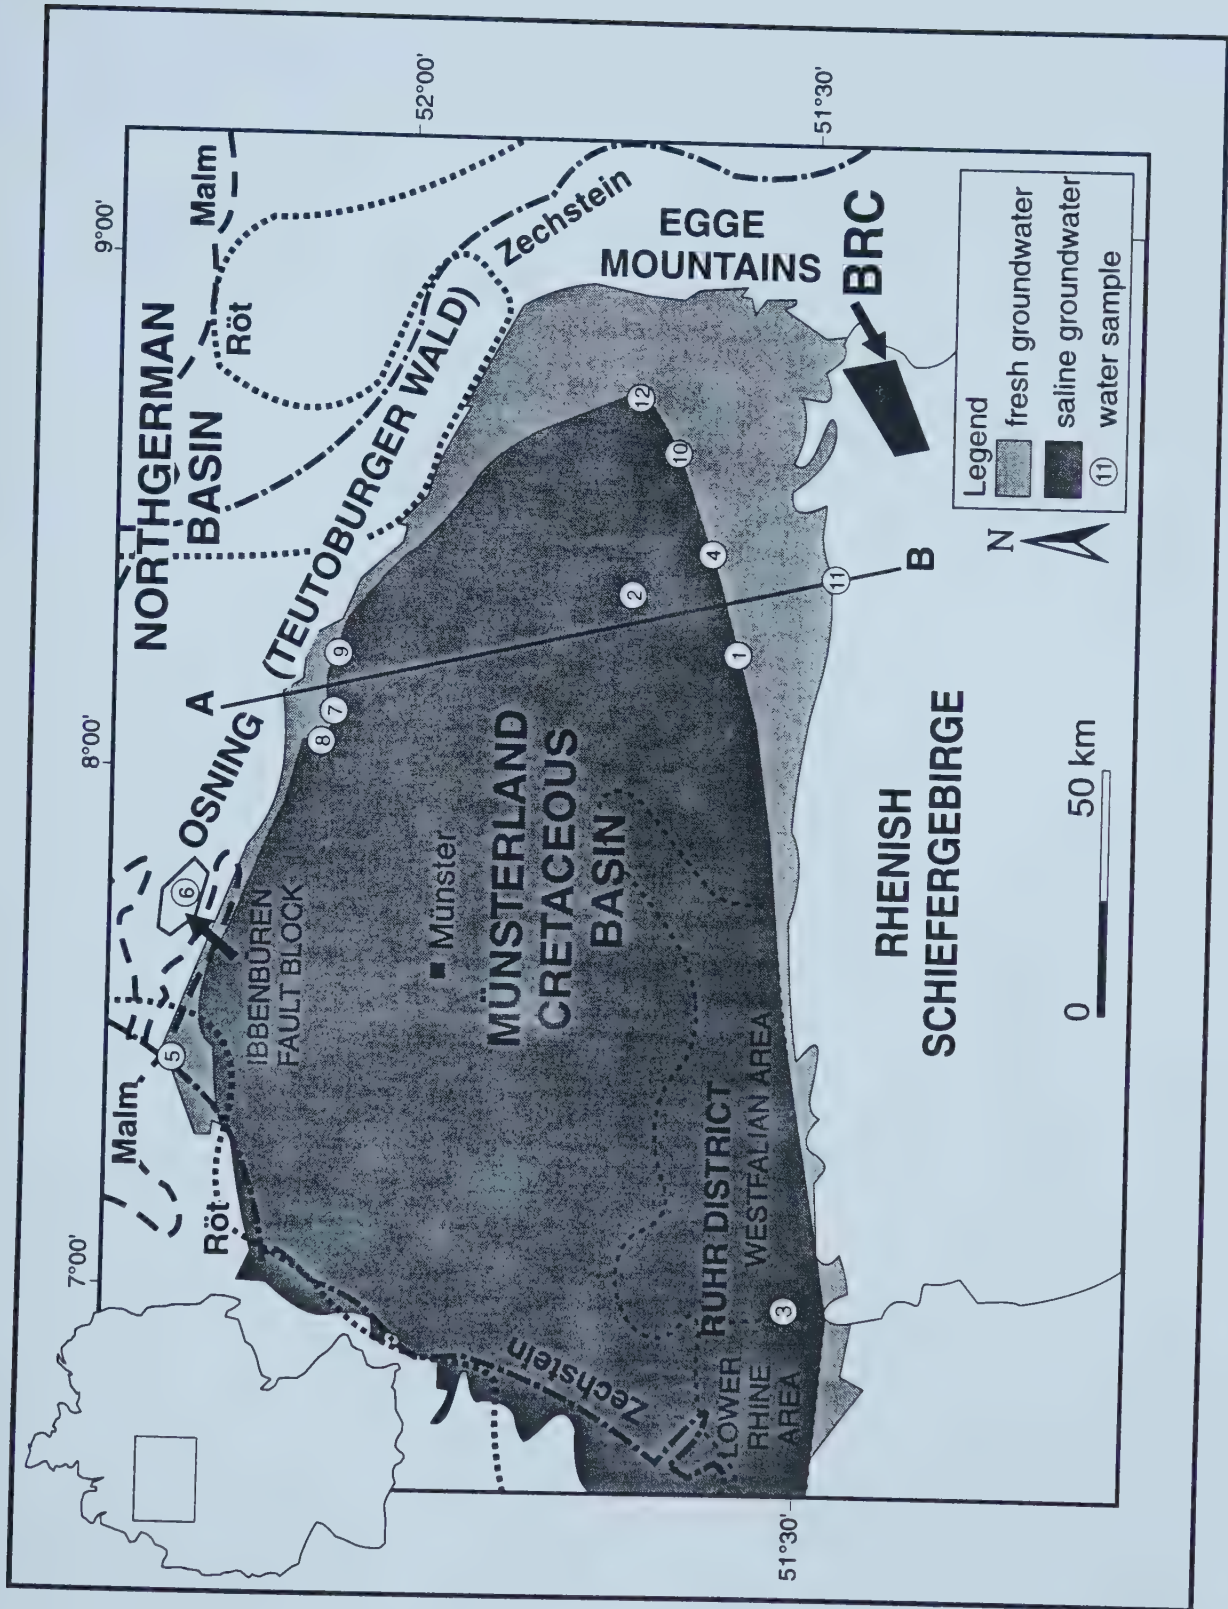 7°00'
8°00'
9°00'
52°00'
51°30'
51°30'
Malm
Röt
NORTHGERMAN
BASIN
Röt
Malm
OSNING
(TEUTOBURGER WALD)
Zechstein
EGGE
MOUNTAINS
BRC
A
B
5
6
8
7
9
2
1
4
10
12
11
3
IBBENBÜREN
FAULT BLOCK
Münster
MÜNSTERLAND
CRETACEOUS
BASIN
Zechstein
LOWER
RHINE
AREA
RUHR DISTRICT
WESTFALIAN AREA
RHENISH
SCHIEFERGEBIRGE
0
50 km
N
Legend
fresh groundwater
saline groundwater
11 water sample